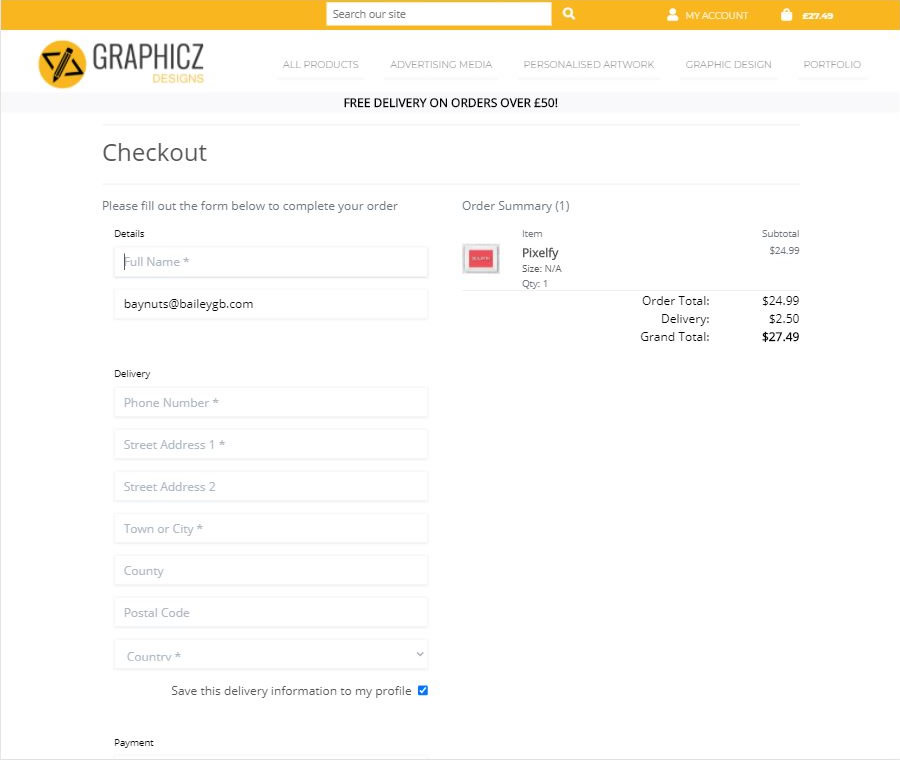 Search our site
MY ACCOUNT
£27.49
GRAPHICZ
DESIGNS
ALL PRODUCTS
ADVERTISING MEDIA
PERSONALISED ARTWORK
GRAPHIC DESIGN
PORTFOLIO
FREE DELIVERY ON ORDERS OVER £50!
Checkout
Please fill out the form below to complete your order
Details
Full Name *
baynuts@baileygb.com
Delivery
Phone Number *
Street Address 1 *
Street Address 2
Town or City *
County
Postal Code
Country *
Save this delivery information to my profile
Payment
Order Summary (1)
Item Subtotal
Pixelfy $24.99
Size: N/A
Qty: 1
Order Total: $24.99
Delivery: $2.50
Grand Total: $27.49